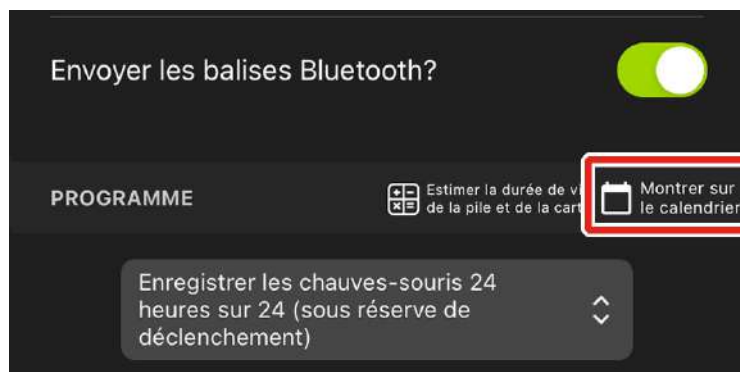 Envoyer les balises Bluetooth?
PROGRAMME
Estimer la durée de
de la pile et de la
Montrer sur
le calendrier
Enregistrer les chauves-souris 24
heures sur 24 (sous réserve de
déclenchement)